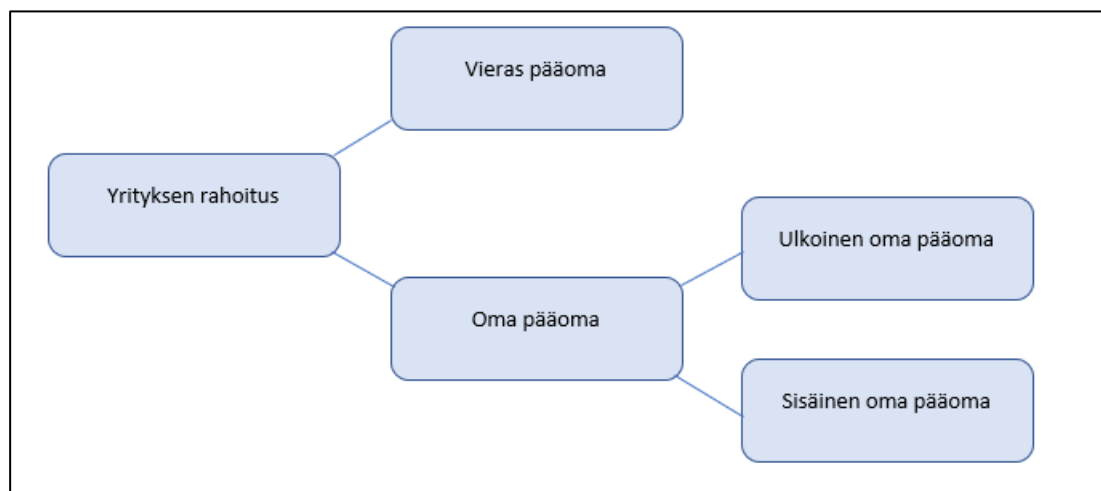 Vieras pääoma
Yrityksen rahoitus
Ulkoinen oma pääoma
Oma pääoma
Sisäinen oma pääoma